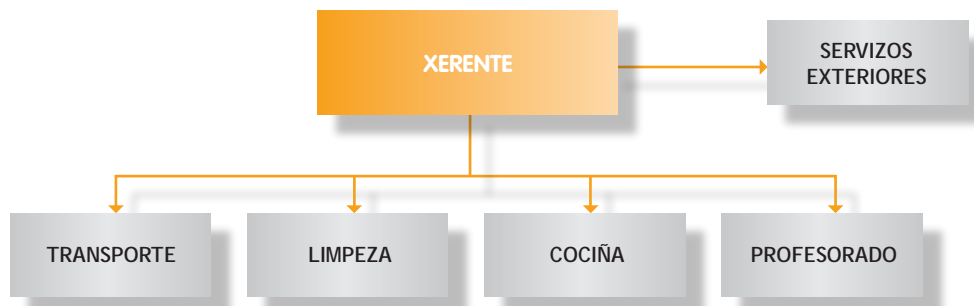 XERENTE
SERVIZOS
EXTERIORES
TRANSPORTE
LIMPEZA
COCIÑA
PROFESORADO